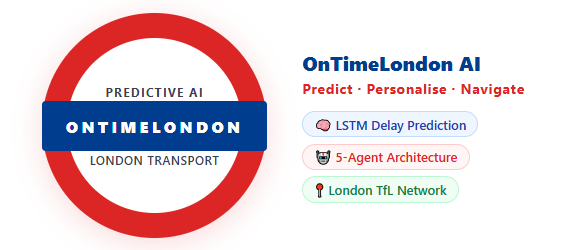 PREDICTIVE AI
ONTIMELONDON
LONDON TRANSPORT
OnTimeLondon AI
Predict · Personalise · Navigate
LSTM Delay Prediction
5-Agent Architecture
London TfL Network